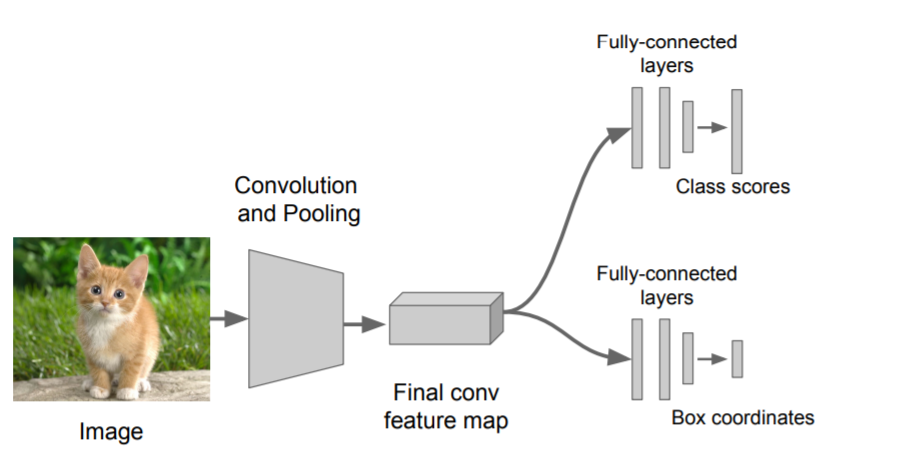 Fully-connected
layers
Class scores
Convolution
and Pooling
Fully-connected
layers
Final conv
feature map
Box coordinates
Image